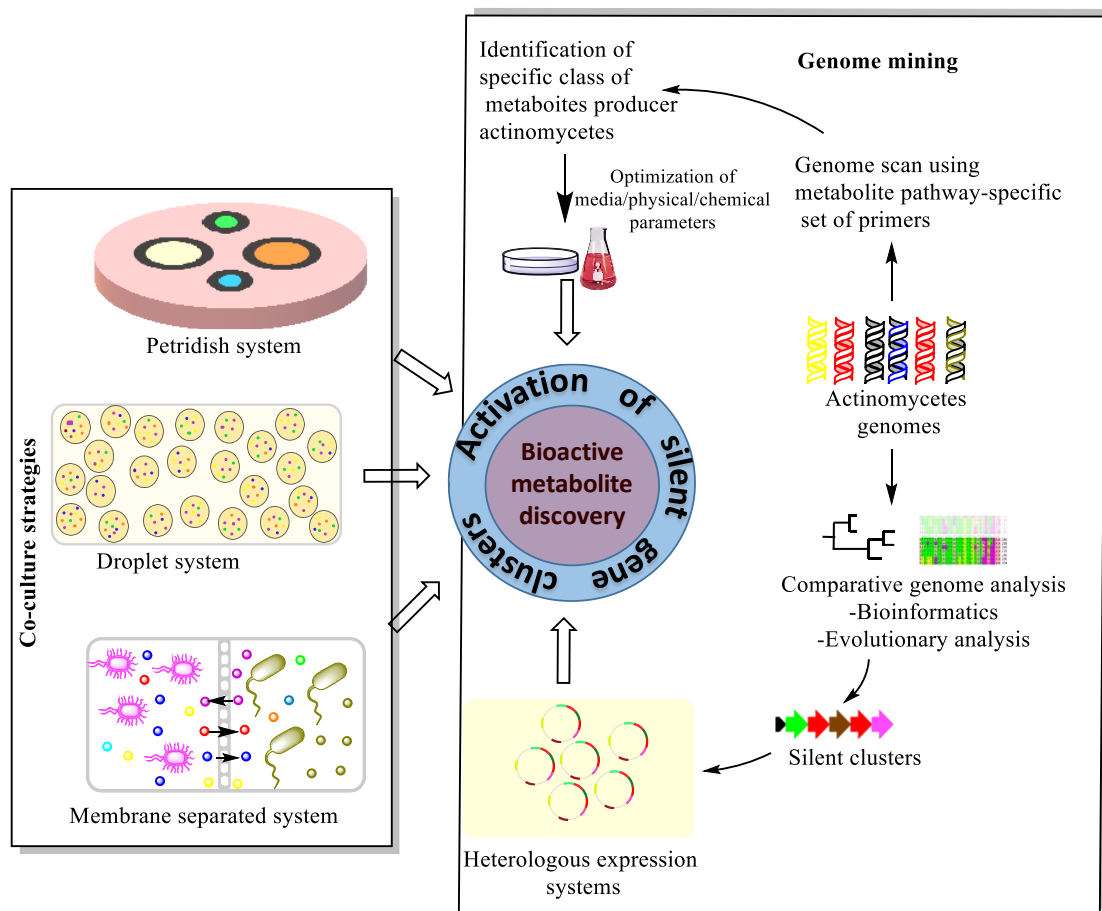 Co-culture strategies
Petridish system
Droplet system
Membrane separated system
Genome mining
Identification of
specific class of
metaboites producer
actinomycetes
Optimization of
media/physical/chemical
parameters
Genome scan using
metabolite pathway-specific
set of primers
Actinomycetes
genomes
Comparative genome analysis
-Bioinformatics
-Evolutionary analysis
Silent clusters
Heterologous expression
systems
Activation of silent gene clusters
Bioactive
metabolite
discovery